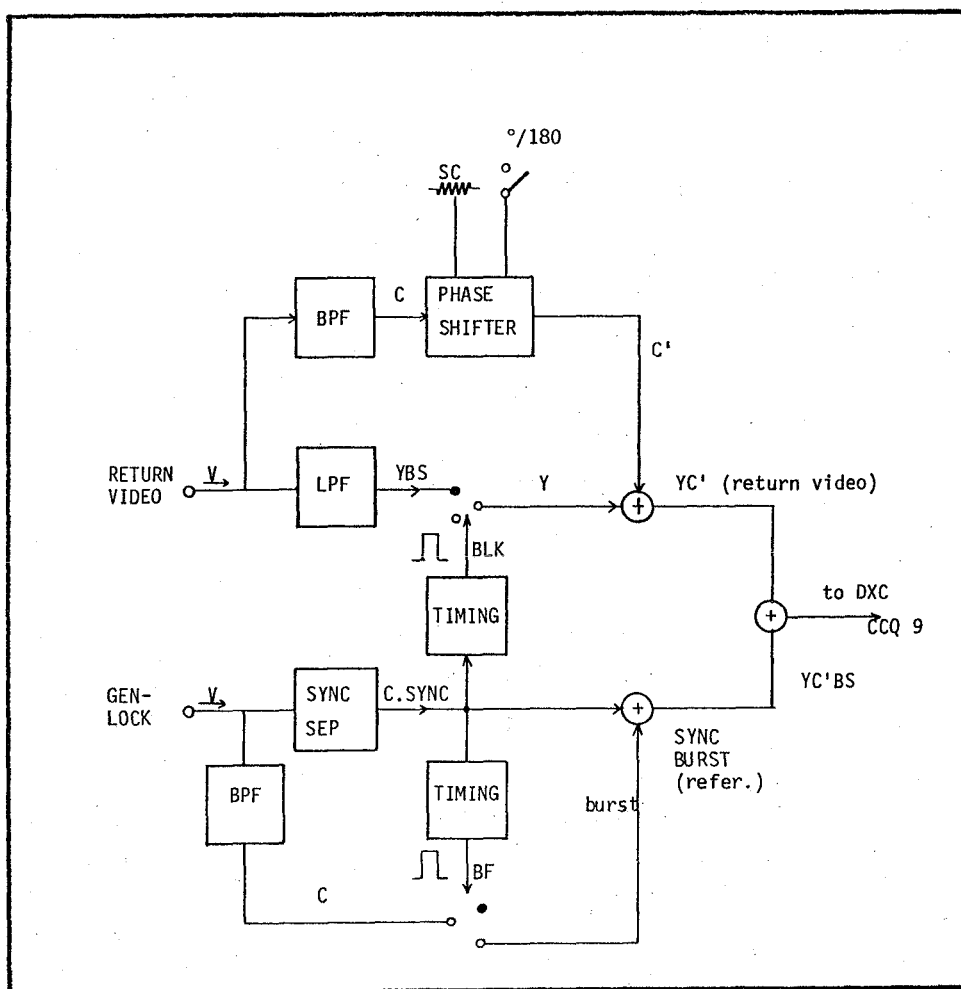 °/180
SC
BPF
C
PHASE
SHIFTER
C'
RETURN
VIDEO
V
LPF
YBS
Y
YC' (return video)
BLK
TIMING
to DXC
CCQ 9
GEN-
LOCK
V
SYNC
SEP
C.SYNC
YC'BS
SYNC
BURST
(refer.)
BPF
TIMING
burst
BF
C